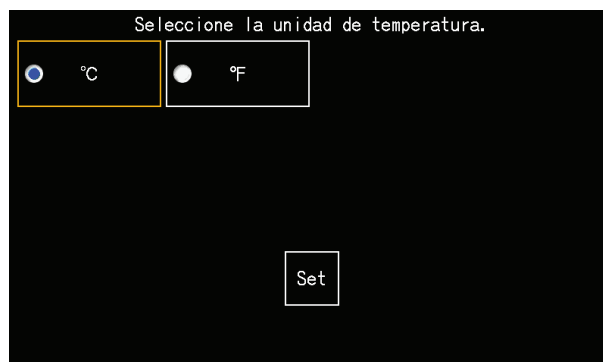 Seleccione la unidad de temperatura.
℃ ℉
Set